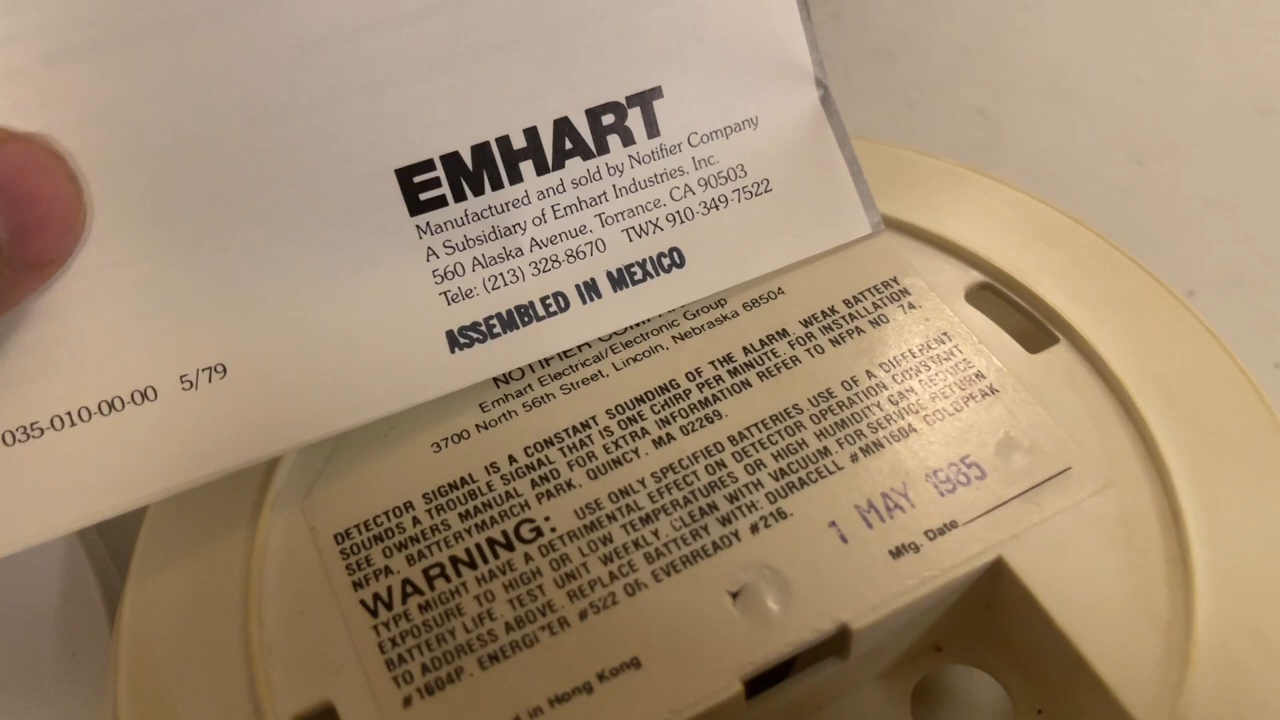 EMHART
Manufactured and sold by Notifier Company
A Subsidiary of Emhart Industries, Inc.
560 Alaska Avenue, Torrance, CA 90503
Tele: (213) 328-8670 TWX 910-349-7522
ASSEMBLED IN MEXICO
035-010-00-00 5/79
NOTIFIER
Emhart Electrical/Electronic Group
3700 North 56th Street, Lincoln, Nebraska 68504
DETECTOR SIGNAL IS A CONSTANT SOUNDING OF THE ALARM. WEAK BATTERY
SOUNDS A TROUBLE SIGNAL THAT IS ONE CHIRP PER MINUTE. FOR INSTALLATION
SEE OWNERS MANUAL AND FOR EXTRA INFORMATION REFER TO NFPA NO. 74.
NFPA, BATTERYMARCH PARK, QUINCY, MA 02269.
WARNING: USE ONLY SPECIFIED BATTERIES. USE OF A DIFFERENT
TYPE MIGHT HAVE A DETRIMENTAL EFFECT ON DETECTOR OPERATION. CONSTANT
EXPOSURE TO HIGH OR LOW TEMPERATURES OR HIGH HUMIDITY CAN REDUCE
BATTERY LIFE. TEST UNIT WEEKLY. CLEAN WITH VACUUM. FOR SERVICE RETURN
TO ADDRESS ABOVE. REPLACE BATTERY WITH: DURACELL #MN1604 GOLDPEAK
#1604P. ENERGIZER #522 OR EVERREADY #216.
1 MAY 1985
Mfg. Date
in Hong Kong